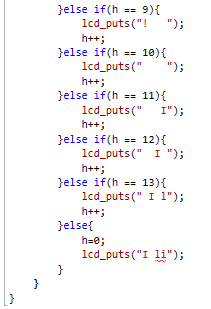 }else if(h == 9){
lcd_puts("!   ");
h++;
}else if(h == 10){
lcd_puts("    ");
h++;
}else if(h == 11){
lcd_puts("   I");
h++;
}else if(h == 12){
lcd_puts("  I ");
h++;
}else if(h == 13){
lcd_puts(" I l");
h++;
}else{
h=0;
lcd_puts("I li");
}
}
}